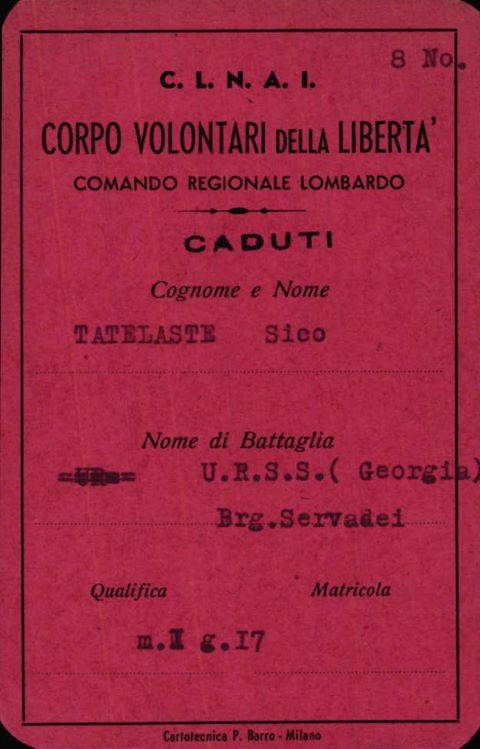 8 No.
C. L. N. A. I.
CORPO VOLONTARI DELLA LIBERTA'
COMANDO REGIONALE LOMBARDO
CADUTI
Cognome e Nome
TATELASTE Sico
Nome di Battaglia
U.R.S.S.( Georgia)
Brg.Servadei
Qualifica Matricola
m. g.17
Cartotecnica P. Barro - Milano